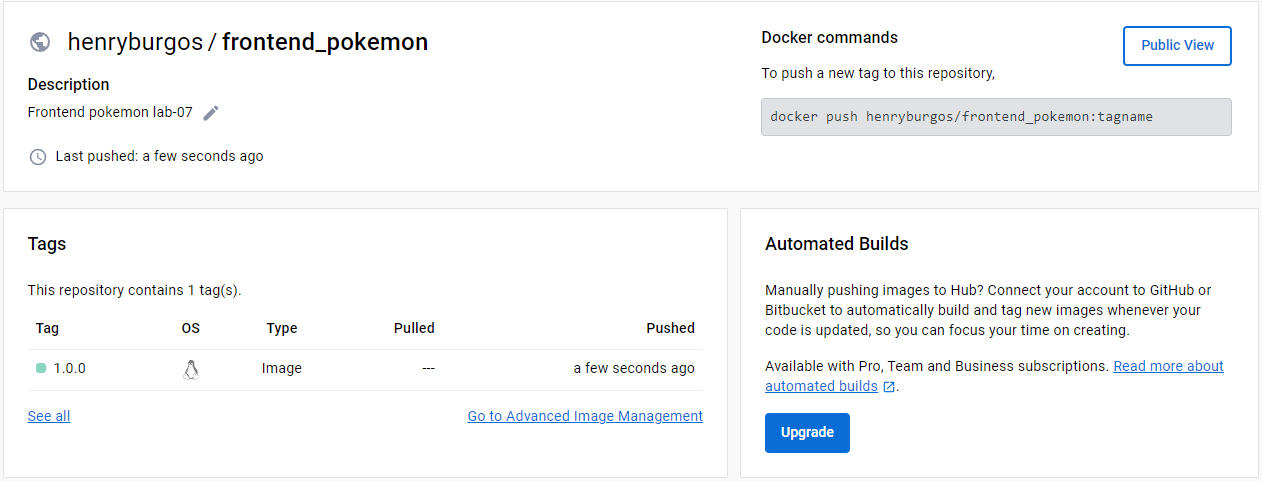 henryburgos / frontend_pokemon
Description
Frontend pokemon lab-07
Last pushed: a few seconds ago
Docker commands
Public View
To push a new tag to this repository,
docker push henryburgos/frontend_pokemon:tagname
Tags
This repository contains 1 tag(s).
Tag OS Type Pulled Pushed
1.0.0 Image --- a few seconds ago
See all Go to Advanced Image Management
Automated Builds
Manually pushing images to Hub? Connect your account to GitHub or
Bitbucket to automatically build and tag new images whenever your
code is updated, so you can focus your time on creating.
Available with Pro, Team and Business subscriptions. Read more about
automated builds .
Upgrade